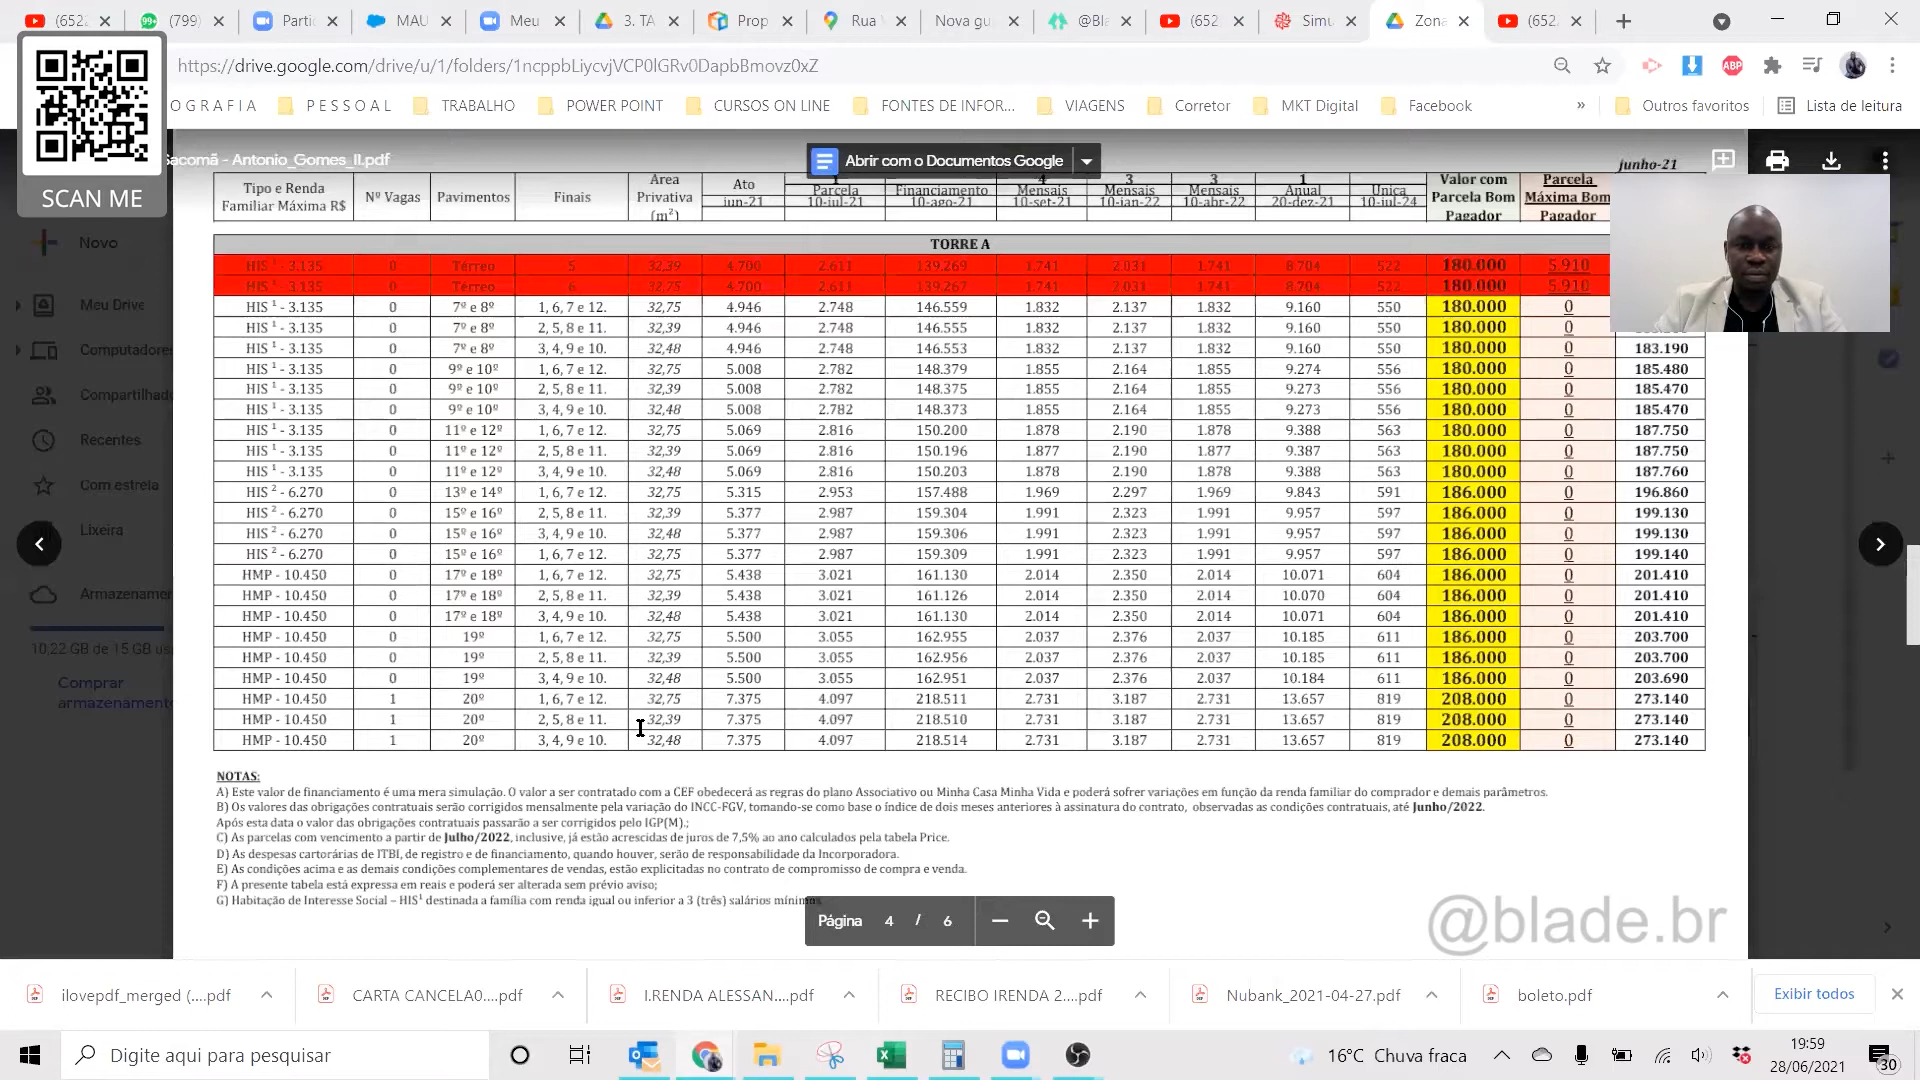 (652
(799)
Partic
MAU
Meu
3. TA
Prop
Rua V
Nova gu
@Bla
(652
Simu
Zona
(652
https://drive.google.com/drive/u/1/folders/1ncppbLiycvjVCP0lGRv0DapbBmovz0xZ
OGRAFIA
PESSOAL
TRABALHO
POWER POINT
CURSOS ON LINE
FONTES DE INFOR...
VIAGENS
Corretor
MKT Digital
Facebook
»
Outros favoritos
Lista de leitura
SCAN ME
Sacomã - Antonio_Gomes_II.pdf
Abrir com o Documentos Google
junho-21
Novo
Meu Drive
Computadores
Compartilhado
Recentes
Com estrela
Lixeira
Armazenamen
10,22 GB de 15 GB us
Comprar
armazenamento
Tipo e Renda Familiar Máxima R$ Nº Vagas Pavimentos Finais Area Privativa (m²) Ato jun-21 1 Parcela 10-jul-21 Financiamento 10-ago-21 4 Mensais 10-set-21 3 Mensais 10-jan-22 3 Mensais 10-abr-22 1 Anual 20-dez-21 Unica 10-jul-24 Valor com Parcela Bom Pagador Parcela Máxima Bom Pagador
TORRE A
HIS ¹ - 3.135 0 Térreo 5 32,39 4.700 2.611 139.269 1.741 2.031 1.741 8.704 522 180.000 5.910
HIS ¹ - 3.135 0 Térreo 6 32,75 4.700 2.611 139.267 1.741 2.031 1.741 8.704 522 180.000 5.910
HIS ¹ - 3.135 0 7º e 8º 1, 6, 7 e 12. 32,75 4.946 2.748 146.559 1.832 2.137 1.832 9.160 550 180.000 0
HIS ¹ - 3.135 0 7º e 8º 2, 5, 8 e 11. 32,39 4.946 2.748 146.555 1.832 2.137 1.832 9.160 550 180.000 0
HIS ¹ - 3.135 0 7º e 8º 3, 4, 9 e 10. 32,48 4.946 2.748 146.553 1.832 2.137 1.832 9.160 550 180.000 0 183.190
HIS ¹ - 3.135 0 9º e 10º 1, 6, 7 e 12. 32,75 5.008 2.782 148.379 1.855 2.164 1.855 9.274 556 180.000 0 185.480
HIS ¹ - 3.135 0 9º e 10º 2, 5, 8 e 11. 32,39 5.008 2.782 148.375 1.855 2.164 1.855 9.273 556 180.000 0 185.470
HIS ¹ - 3.135 0 9º e 10º 3, 4, 9 e 10. 32,48 5.008 2.782 148.373 1.855 2.164 1.855 9.273 556 180.000 0 185.470
HIS ¹ - 3.135 0 11º e 12º 1, 6, 7 e 12. 32,75 5.069 2.816 150.200 1.878 2.190 1.878 9.388 563 180.000 0 187.750
HIS ¹ - 3.135 0 11º e 12º 2, 5, 8 e 11. 32,39 5.069 2.816 150.196 1.877 2.190 1.877 9.387 563 180.000 0 187.750
HIS ¹ - 3.135 0 11º e 12º 3, 4, 9 e 10. 32,48 5.069 2.816 150.203 1.878 2.190 1.878 9.388 563 180.000 0 187.760
HIS ² - 6.270 0 13º e 14º 1, 6, 7 e 12. 32,75 5.315 2.953 157.488 1.969 2.297 1.969 9.843 591 186.000 0 196.860
HIS ² - 6.270 0 15º e 16º 2, 5, 8 e 11. 32,39 5.377 2.987 159.304 1.991 2.323 1.991 9.957 597 186.000 0 199.130
HIS ² - 6.270 0 15º e 16º 3, 4, 9 e 10. 32,48 5.377 2.987 159.306 1.991 2.323 1.991 9.957 597 186.000 0 199.130
HIS ² - 6.270 0 15º e 16º 1, 6, 7 e 12. 32,75 5.377 2.987 159.309 1.991 2.323 1.991 9.957 597 186.000 0 199.140
HMP - 10.450 0 17º e 18º 1, 6, 7 e 12. 32,75 5.438 3.021 161.130 2.014 2.350 2.014 10.071 604 186.000 0 201.410
HMP - 10.450 0 17º e 18º 2, 5, 8 e 11. 32,39 5.438 3.021 161.126 2.014 2.350 2.014 10.070 604 186.000 0 201.410
HMP - 10.450 0 17º e 18º 3, 4, 9 e 10. 32,48 5.438 3.021 161.130 2.014 2.350 2.014 10.071 604 186.000 0 201.410
HMP - 10.450 0 19º 1, 6, 7 e 12. 32,75 5.500 3.055 162.955 2.037 2.376 2.037 10.185 611 186.000 0 203.700
HMP - 10.450 0 19º 2, 5, 8 e 11. 32,39 5.500 3.055 162.956 2.037 2.376 2.037 10.185 611 186.000 0 203.700
HMP - 10.450 0 19º 3, 4, 9 e 10. 32,48 5.500 3.055 162.951 2.037 2.376 2.037 10.184 611 186.000 0 203.690
HMP - 10.450 1 20º 1, 6, 7 e 12. 32,75 7.375 4.097 218.511 2.731 3.187 2.731 13.657 819 208.000 0 273.140
HMP - 10.450 1 20º 2, 5, 8 e 11. 32,39 7.375 4.097 218.510 2.731 3.187 2.731 13.657 819 208.000 0 273.140
HMP - 10.450 1 20º 3, 4, 9 e 10. 32,48 7.375 4.097 218.514 2.731 3.187 2.731 13.657 819 208.000 0 273.140
NOTAS:
A) Este valor de financiamento é uma mera simulação. O valor a ser contratado com a CEF obedecerá as regras do plano Associativo ou Minha Casa Minha Vida e poderá sofrer variações em função da renda familiar do comprador e demais parâmetros.
B) Os valores das obrigações contratuais serão corrigidos mensalmente pela variação do INCC-FGV, tomando-se como base o índice de dois meses anteriores à assinatura do contrato, observadas as condições contratuais, até Junho/2022.
Após esta data o valor das obrigações contratuais passarão a ser corrigidos pelo IGP(M).;
C) As parcelas com vencimento a partir de Julho/2022, inclusive, já estão acrescidas de juros de 7,5% ao ano calculados pela tabela Price.
D) As despesas cartorárias de ITBI, de registro e de financiamento, quando houver, serão de responsabilidade da Incorporadora.
E) As condições acima e as demais condições complementares de vendas, estão explicitadas no contrato de compromisso de compra e venda.
F) A presente tabela está expressa em reais e poderá ser alterada sem prévio aviso;
G) Habitação de Interesse Social – HIS¹ destinada a família com renda igual ou inferior a 3 (três) salários mínimos
Página 4 / 6
@blade.br
ilovepdf_merged (....pdf
CARTA CANCELA0....pdf
I.RENDA ALESSAN....pdf
RECIBO IRENDA 2....pdf
Nubank_2021-04-27.pdf
boleto.pdf
Exibir todos
Digite aqui para pesquisar
16°C Chuva fraca
19:59
28/06/2021
30